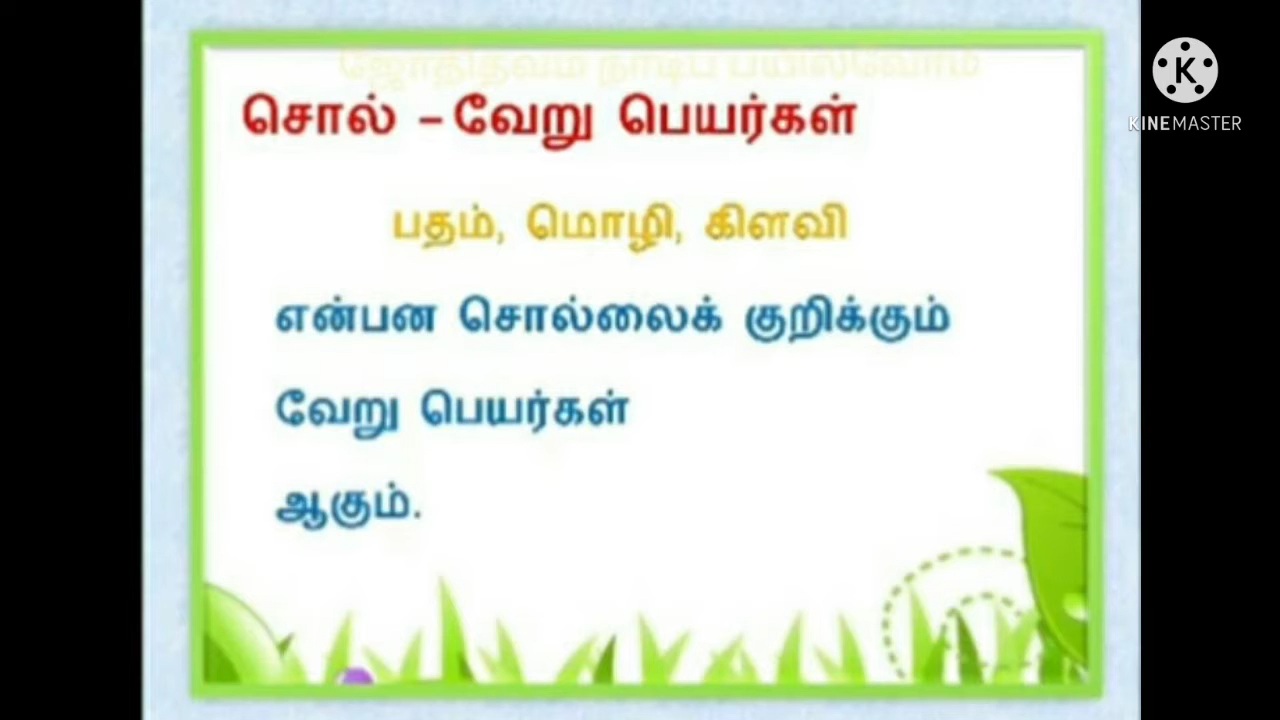 சொல் – வேறு பெயர்கள்
பதம், மொழி, கிளவி
என்பன சொல்லைக் குறிக்கும்
வேறு பெயர்கள்
ஆகும்.
K
KINEMASTER